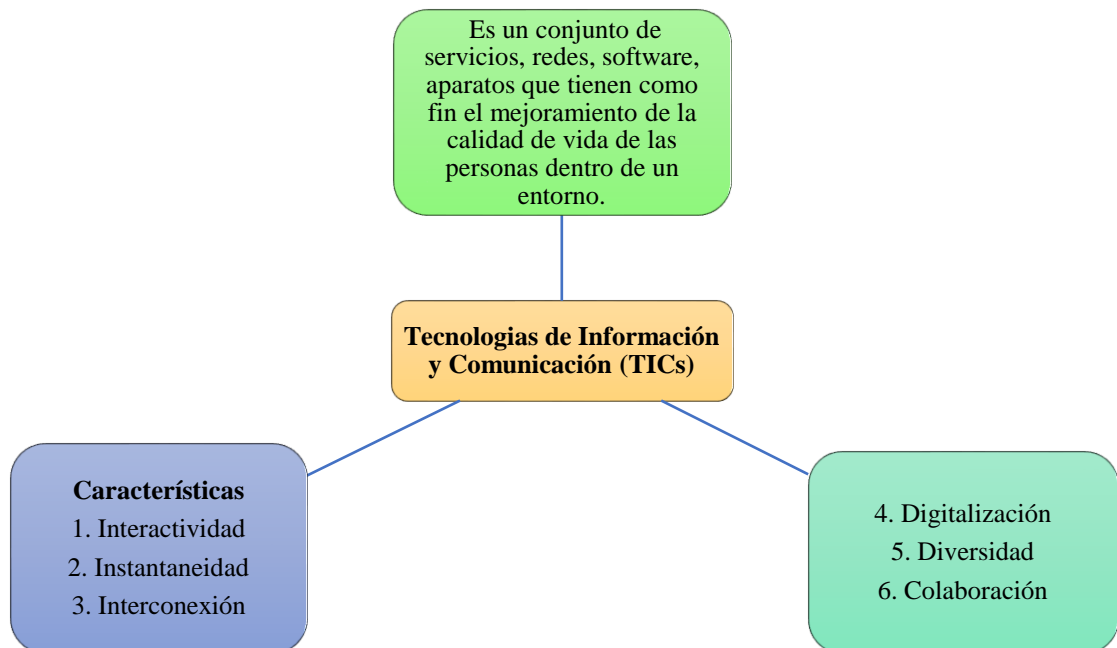 Es un conjunto de
servicios, redes, software,
aparatos que tienen como
fin el mejoramiento de la
calidad de vida de las
personas dentro de un
entorno.
Tecnologias de Información
y Comunicación (TICs)
Características
1. Interactividad
2. Instantaneidad
3. Interconexión
4. Digitalización
5. Diversidad
6. Colaboración